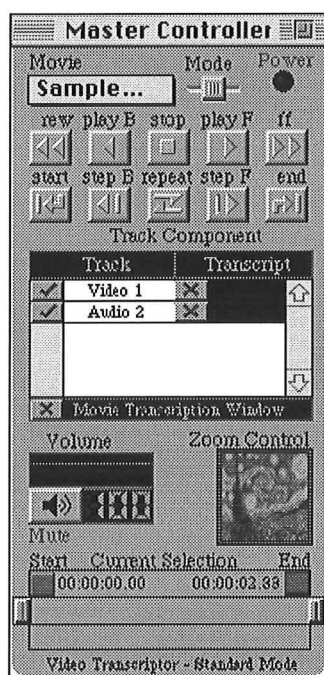 Master Controller
Movie Mode Power
Sample...
rew play B stop play F ff
start step B repeat step F end
Track Component
Track Transcript
Video 1
Audio 2
Movie Transcription Window
Volume Zoom Control
100
Mute
Start Current Selection End
00:00:00.00 00:00:02.33
Video Transcriptor - Standard Mode